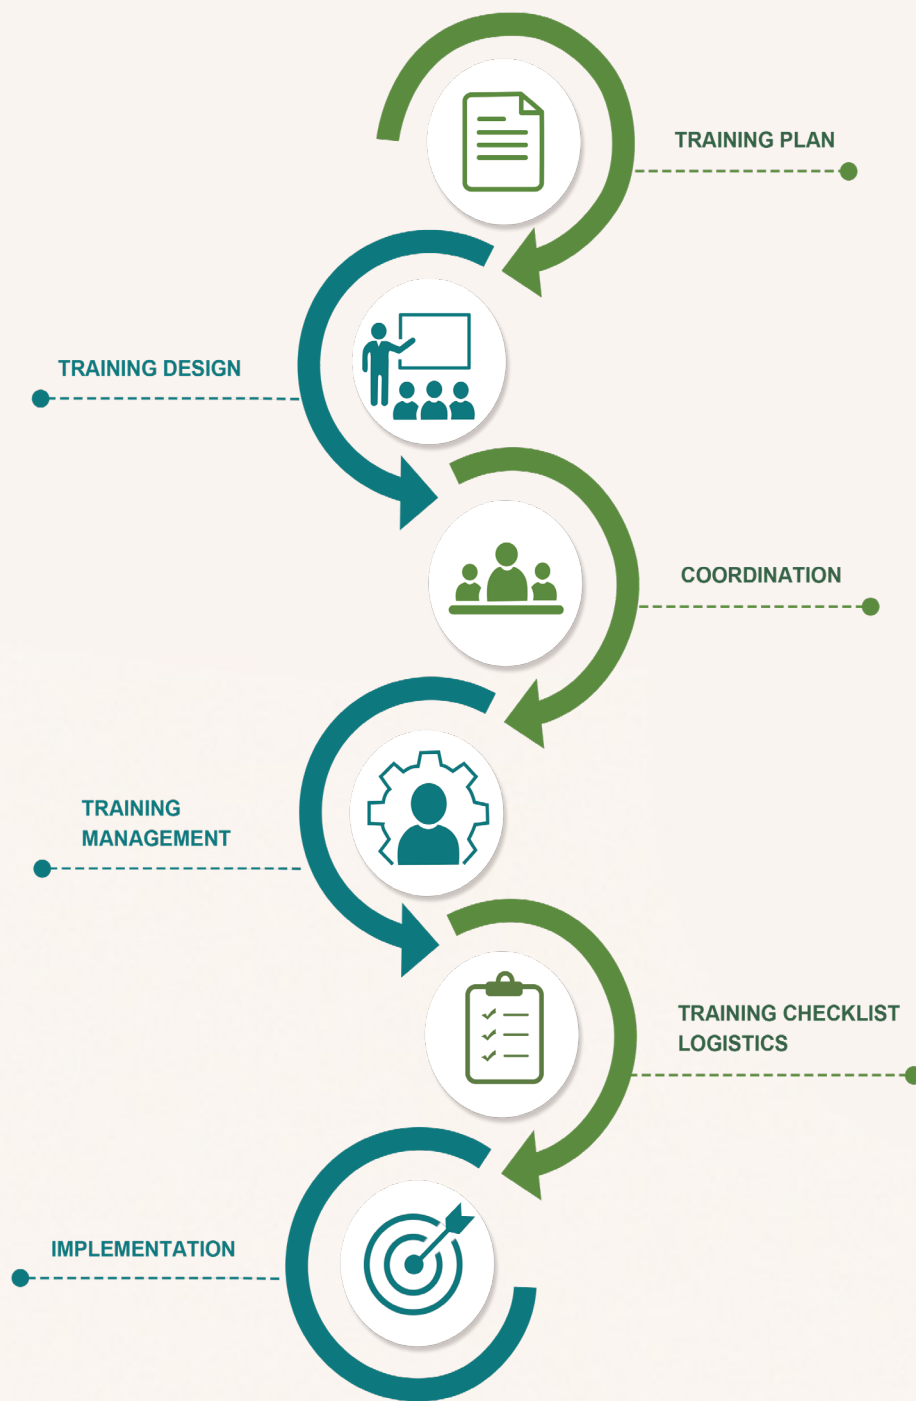 TRAINING PLAN
TRAINING DESIGN
COORDINATION
TRAINING
MANAGEMENT
TRAINING CHECKLIST
LOGISTICS
IMPLEMENTATION